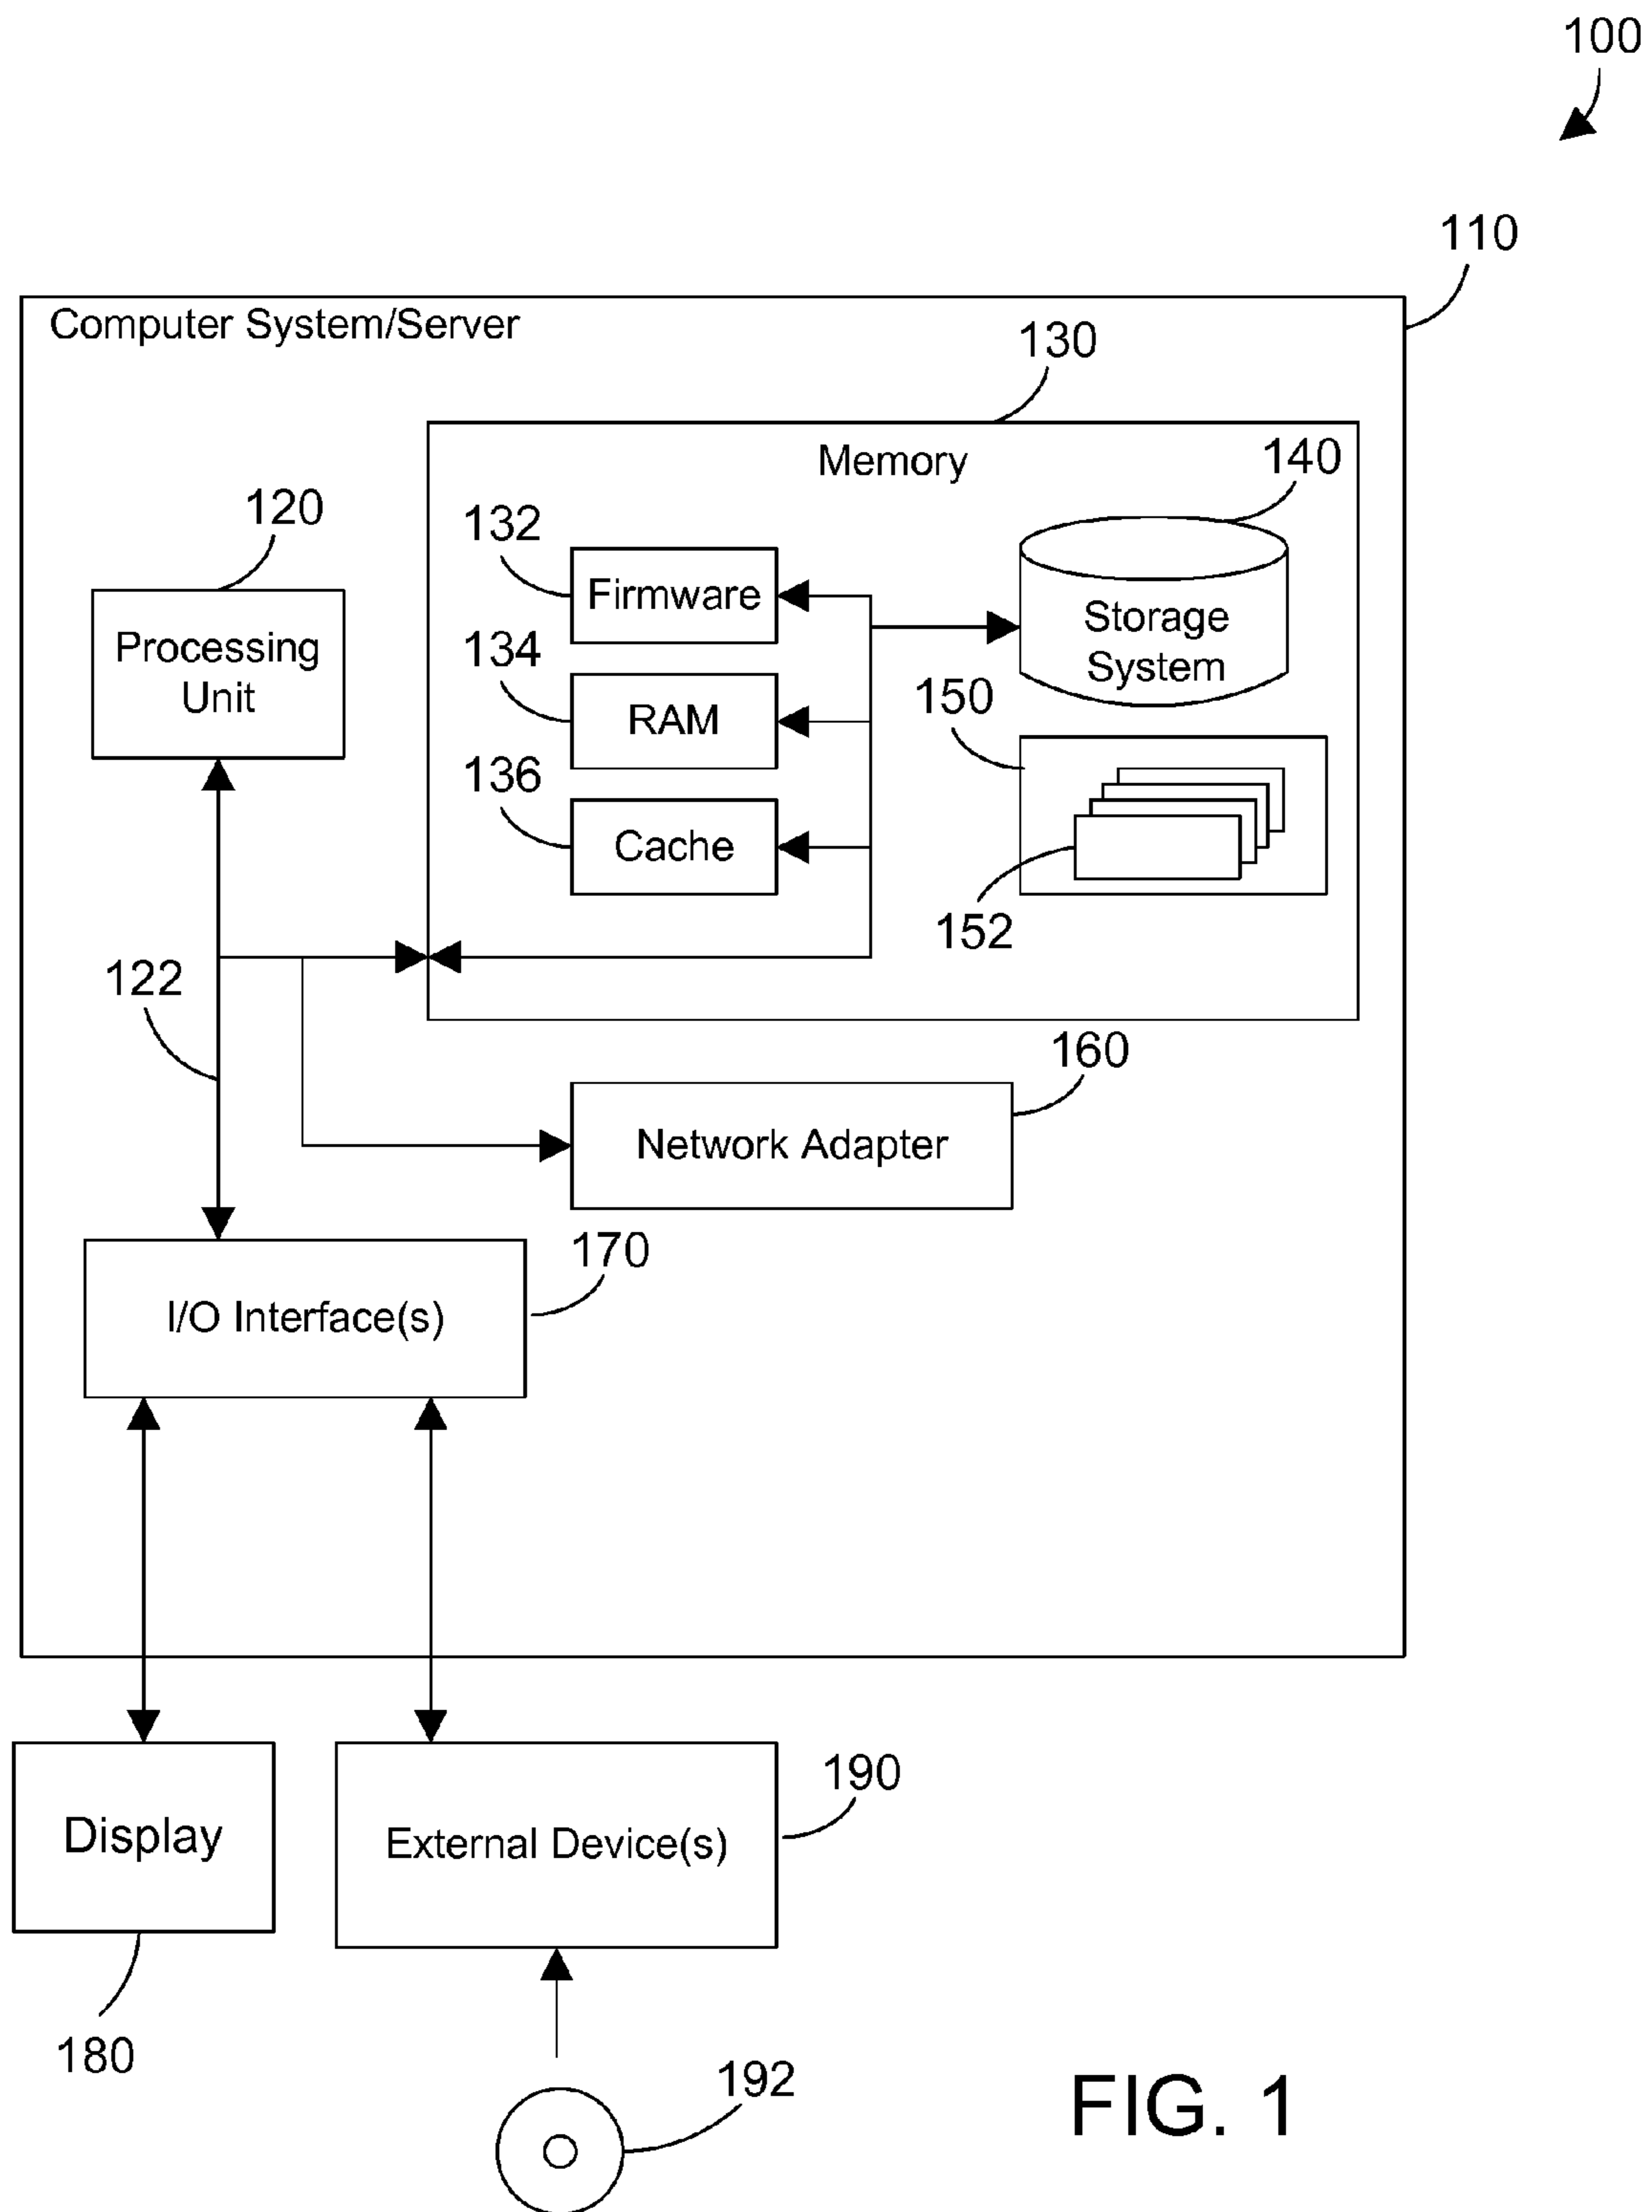 100
110
Computer System/Server
130
Memory
140
120
132
Firmware
Processing
Unit
Storage
System
134
RAM
150
136
Cache
152
122
160
Network Adapter
170
I/O Interface(s)
190
Display
External Device(s)
180
192
FIG. 1